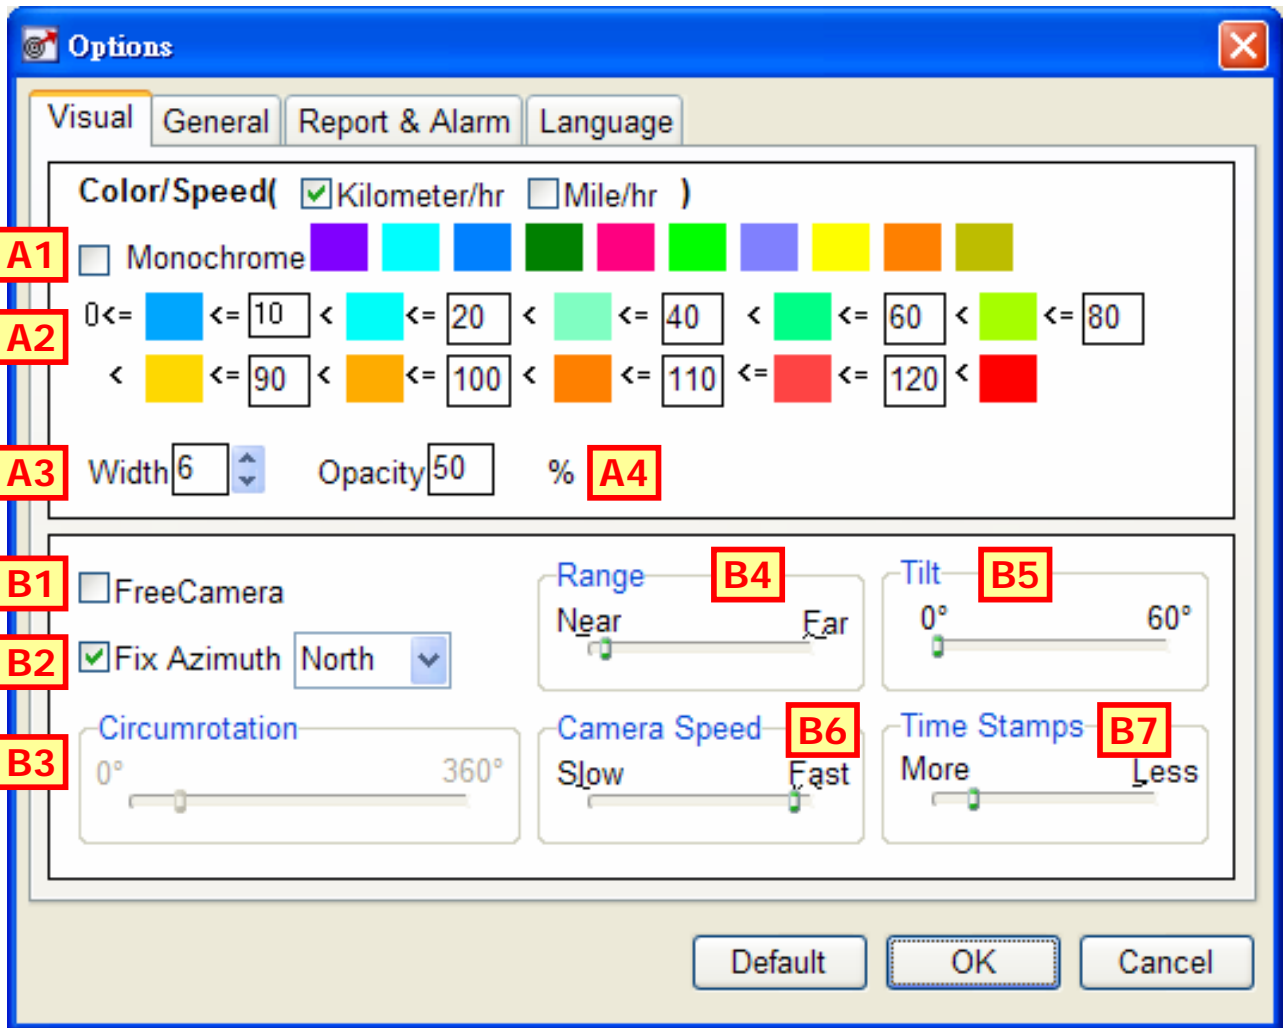 Options
Visual General Report & Alarm Language
Color/Speed( Kilometer/hr Mile/hr )
A1 Monochrome
A2 0<= <= 10 < <= 20 < <= 40 < <= 60 < <= 80
< <= 90 < <= 100 < <= 110 <= <= 120 <
A3 Width 6 Opacity 50 % A4
B1 FreeCamera
B2 Fix Azimuth North
Range B4
Near Far
Tilt B5
0° 60°
B3 Circumrotation
0° 360°
Camera Speed B6
Slow Fast
Time Stamps B7
More Less
Default OK Cancel